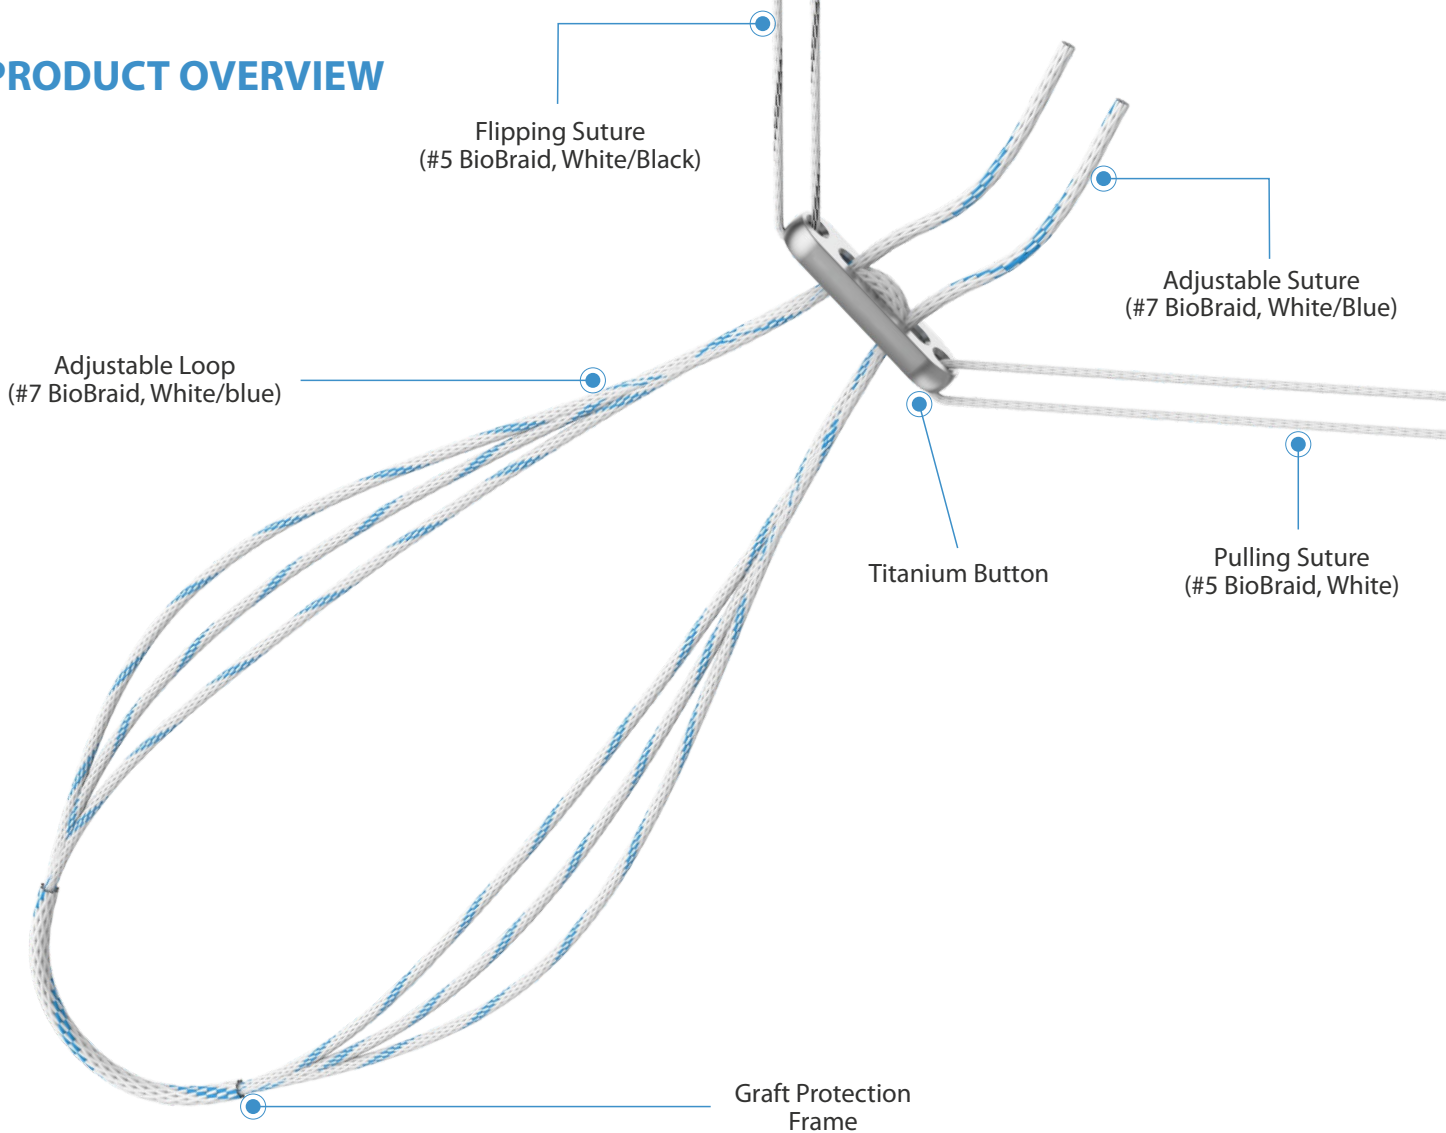 PRODUCT OVERVIEW
Flipping Suture
(#5 BioBraid, White/Black)
Adjustable Suture
(#7 BioBraid, White/Blue)
Adjustable Loop
(#7 BioBraid, White/blue)
Titanium Button
Pulling Suture
(#5 BioBraid, White)
Graft Protection
Frame